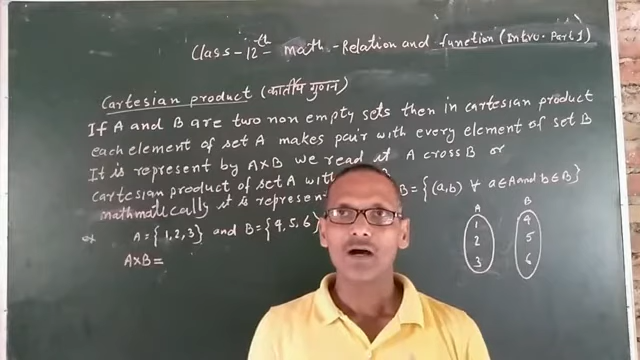 Class-12th math-Relation and function (Intro. Part 1)
Cartesian product (कार्तीय गुणन)
If A and B are two non empty sets then in cartesian product
each element of set A makes pair with every element of set B
It is represent by A×B we read it A cross B or
cartesian product of set A with B
mathmatically it is represen B = {(a,b) ∀ a∈A and b∈B}
ex A = {1,2,3} and B = {4,5,6}
A×B =
A B
1 4
2 5
3 6